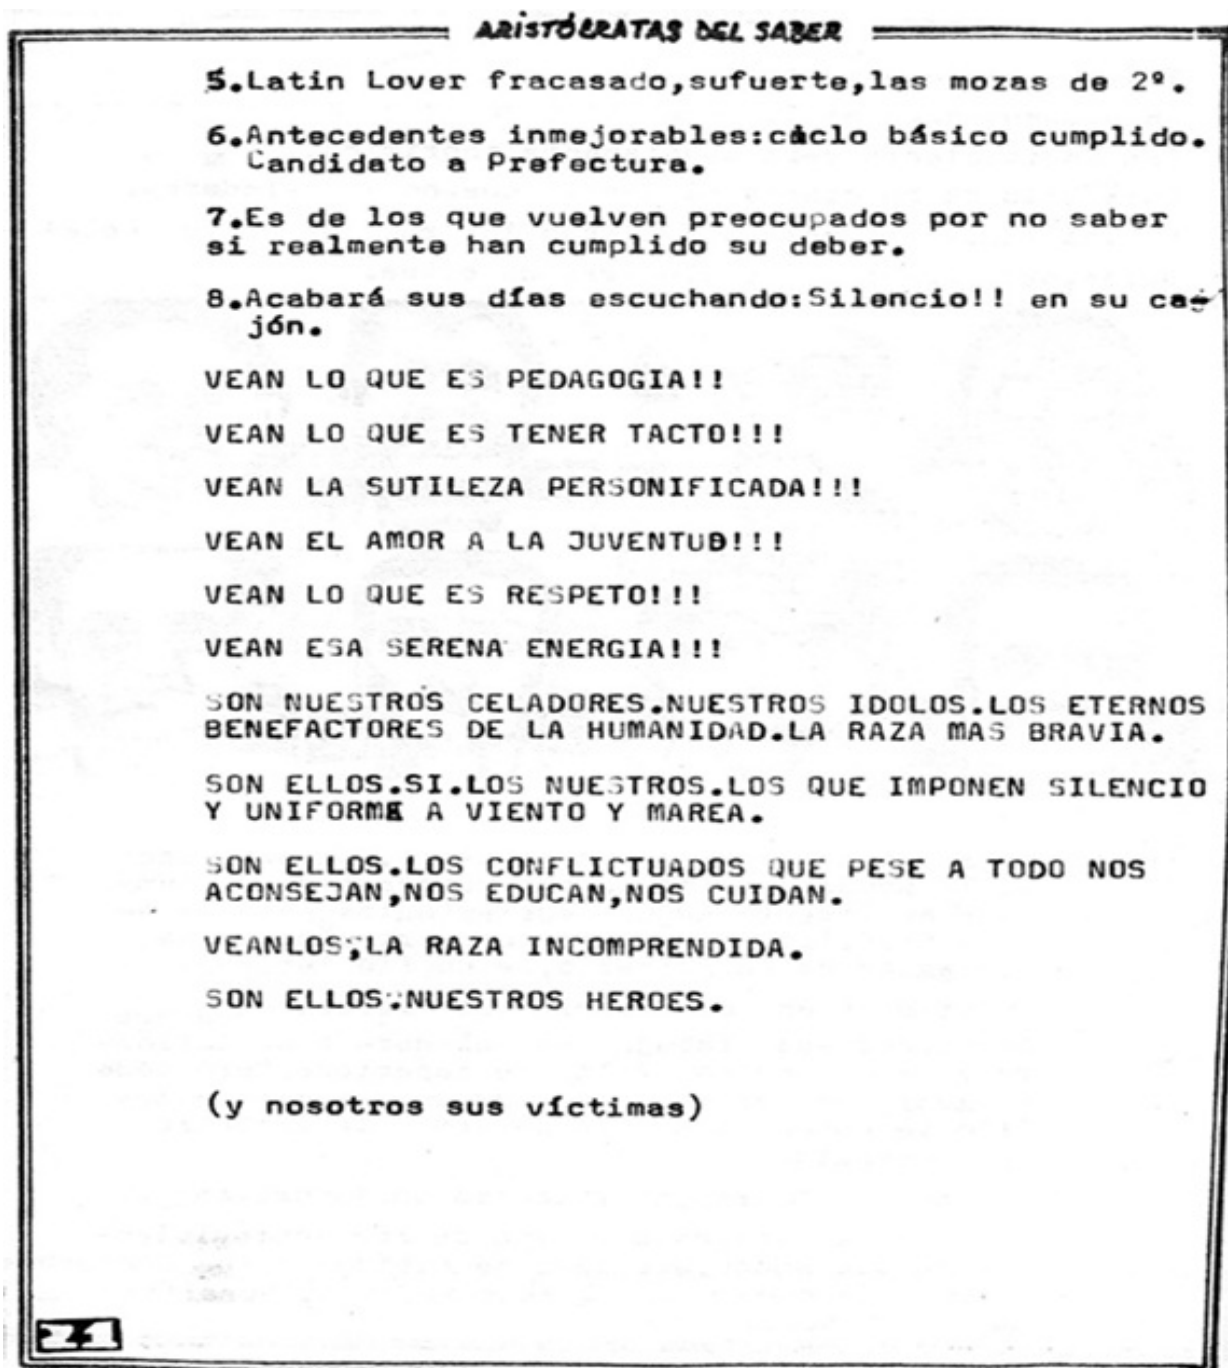 ARISTÓCRATAS DEL SABER
5.Latin Lover fracasado,sufuerte,las mozas de 2º.
6.Antecedentes inmejorables:ciclo básico cumplido.
Candidato a Prefectura.
7.Es de los que vuelven preocupados por no saber
si realmente han cumplido su deber.
8.Acabará sus días escuchando:Silencio!! en su ca-
jón.
VEAN LO QUE ES PEDAGOGIA!!
VEAN LO QUE ES TENER TACTO!!!
VEAN LA SUTILEZA PERSONIFICADA!!!
VEAN EL AMOR A LA JUVENTUD!!!
VEAN LO QUE ES RESPETO!!!
VEAN ESA SERENA ENERGIA!!!
SON NUESTROS CELADORES.NUESTROS IDOLOS.LOS ETERNOS
BENEFACTORES DE LA HUMANIDAD.LA RAZA MAS BRAVIA.
SON ELLOS.SI.LOS NUESTROS.LOS QUE IMPONEN SILENCIO
Y UNIFORME A VIENTO Y MAREA.
SON ELLOS.LOS CONFLICTUADOS QUE PESE A TODO NOS
ACONSEJAN,NOS EDUCAN,NOS CUIDAN.
VEANLOS,LA RAZA INCOMPRENDIDA.
SON ELLOS.NUESTROS HEROES.
(y nosotros sus víctimas)